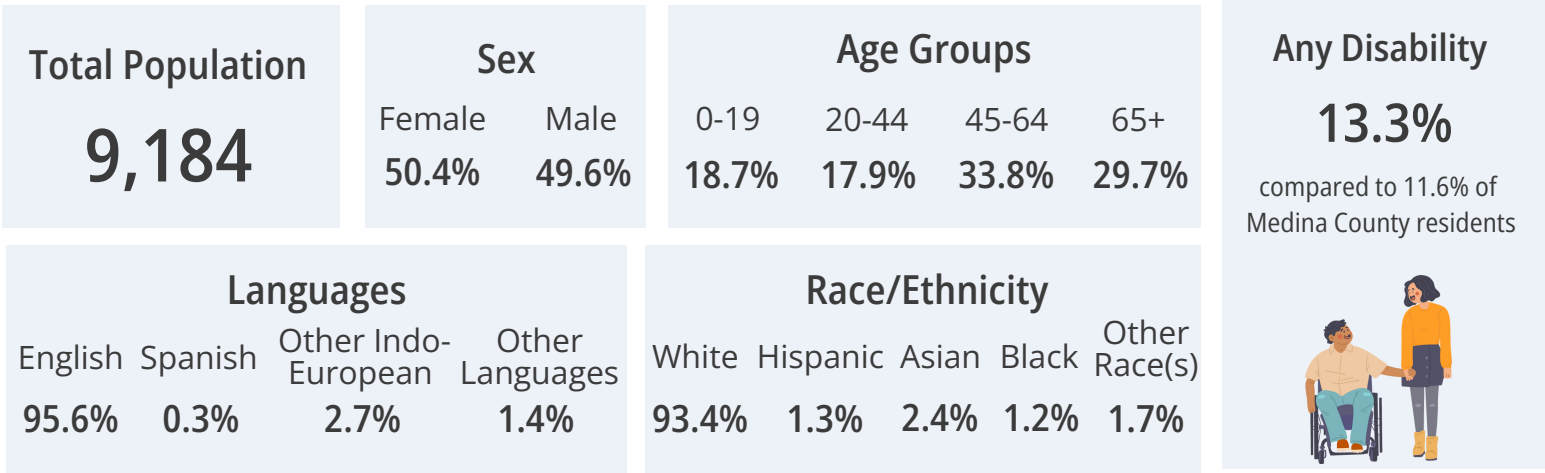 Total Population
9,184
Sex
Female Male
50.4% 49.6%
Age Groups
0-19 20-44 45-64 65+
18.7% 17.9% 33.8% 29.7%
Any Disability
13.3%
compared to 11.6% of
Medina County residents
Languages
English Spanish Other Indo-
European Other
Languages
95.6% 0.3% 2.7% 1.4%
Race/Ethnicity
White Hispanic Asian Black Other
Race(s)
93.4% 1.3% 2.4% 1.2% 1.7%